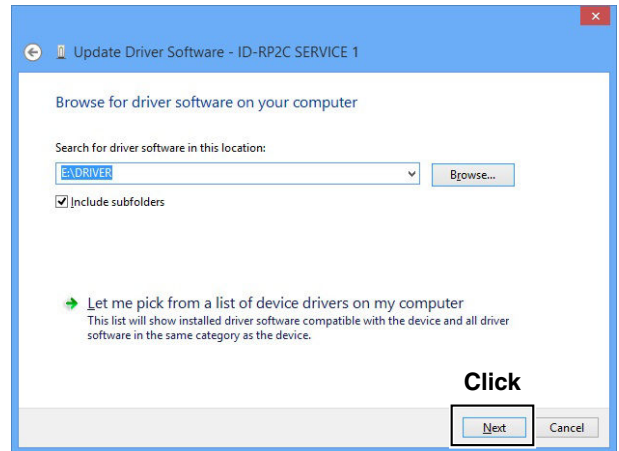 Update Driver Software - ID-RP2C SERVICE 1
Browse for driver software on your computer
Search for driver software in this location:
E:\DRIVER
Browse...
Include subfolders
Let me pick from a list of device drivers on my computer
This list will show installed driver software compatible with the device and all driver
software in the same category as the device.
Click
Next
Cancel